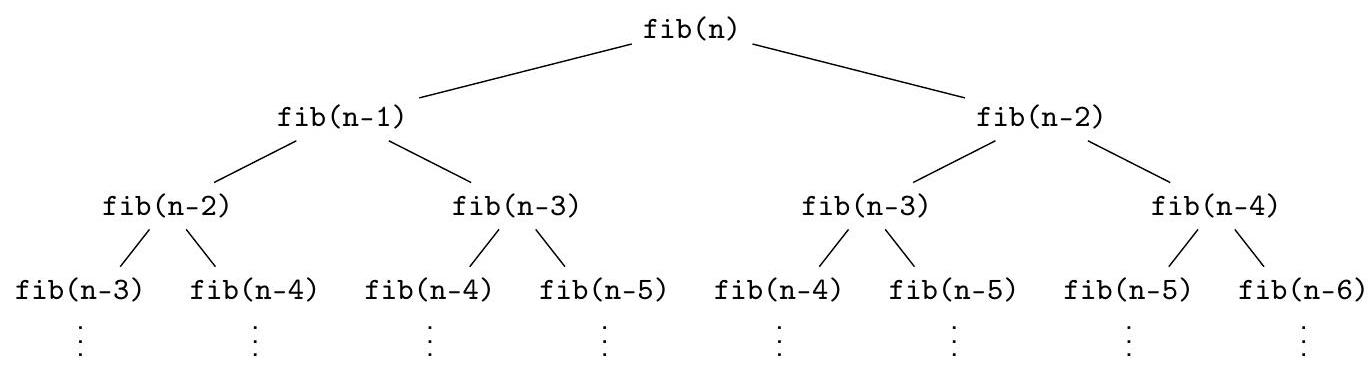 fib(n)
fib(n-1) fib(n-2)
fib(n-2) fib(n-3) fib(n-3) fib(n-4)
fib(n-3) fib(n-4) fib(n-4) fib(n-5) fib(n-4) fib(n-5) fib(n-5) fib(n-6)